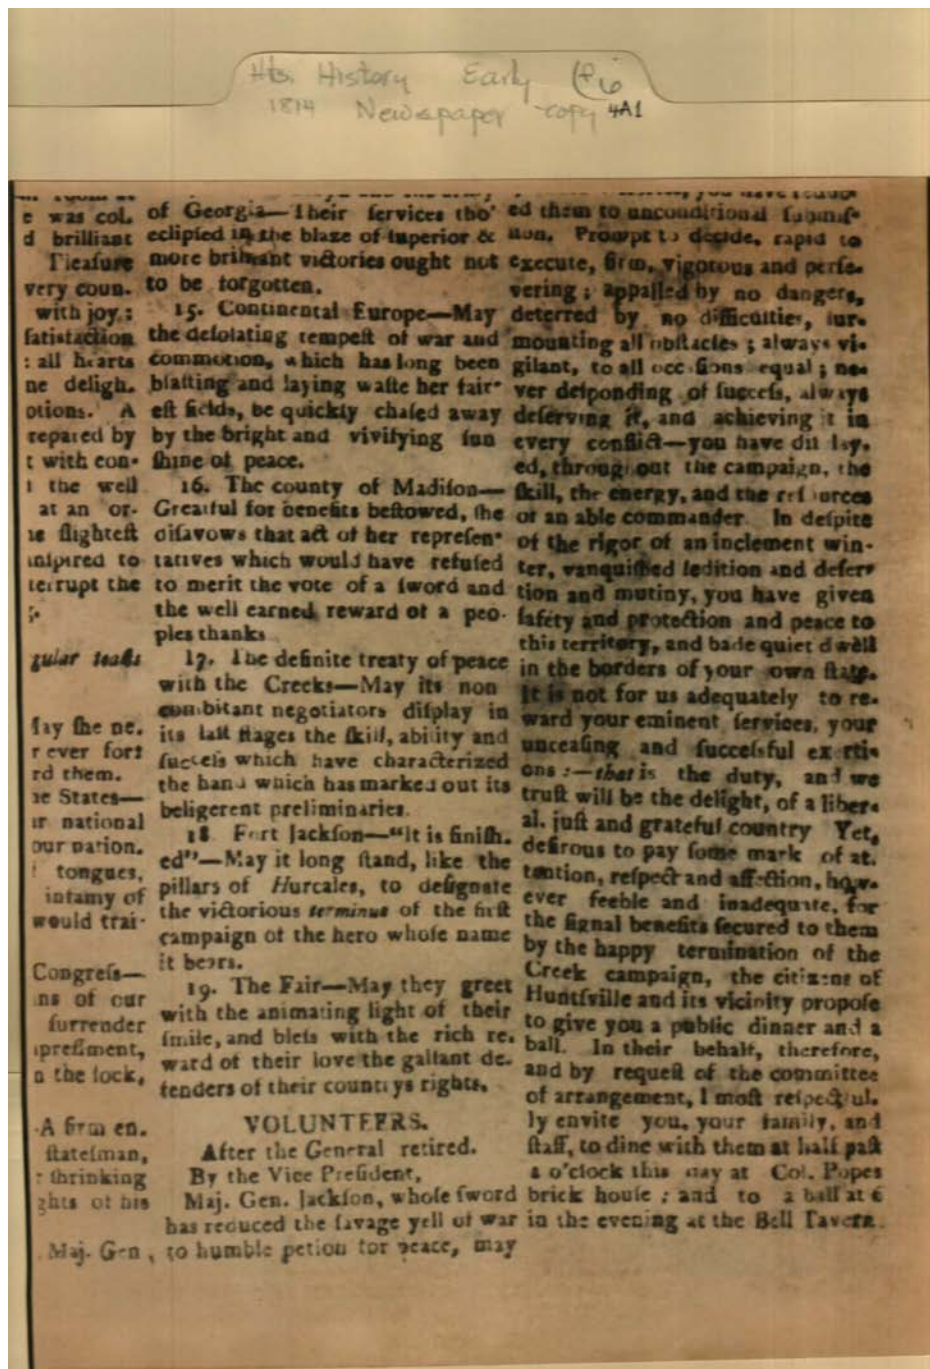 Hts. History Early
1814 Newspaper copy 4A1
e was col.
d brilliant
Pleaſure
very coun.
with joy:
ſatistaction
: all hearts
ne deligh.
otions. A
repared by
t with con-
the well
at an or-
ſlighteſt
inſpired to
terrupt the
gular toaſts
ſhe ne.
r ever fort
rd them.
States—
national
our nation.
tongues,
infamy of
would trai-
Congreſs—
ns of our
ſurrender
preſſment,
n the lock,
A firm en.
ſtateſman,
ſhrinking
ghts of his
Maj. Gen,
of Georgia—Their ſervices tho'
eclipſed in the blaze of ſuperior &
more brilliant victories ought not
to be forgotten.
15. Continental Europe—May
the deſolating tempeſt of war and
commotion, which has long been
blaſting and laying waſte her fair-
eſt fields, be quickly chaſed away
by the bright and vivifying ſun
ſhine of peace.
16. The county of Madiſon—
Greatful for benefits beſtowed, ſhe
diſavows that act of her repreſen-
tatives which would have refuſed
to merit the vote of a ſword and
the well earned reward of a peo-
ples thanks
17. The definite treaty of peace
with the Creeks—May its non
combitant negotiators diſplay in
its laſt ſtages the ſkill, ability and
ſucceſs which have characterized
the hand which has marked out its
beligerent preliminaries.
18. Fort Jackſon—"It is finiſh.
ed"—May it long ſtand, like the
pillars of Hurcales, to deſignate
the victorious terminus of the firſt
campaign of the hero whoſe name
it bears.
19. The Fair—May they greet
with the animating light of their
ſmile, and bleſs with the rich re.
ward of their love the gallant de.
fenders of their countrys rights.
VOLUNTEERS.
After the General retired.
By the Vice Preſident,
Maj. Gen. Jackſon, whoſe ſword
has reduced the ſavage yell of war
to humble petion for peace, may
you have
ed them to unconditional ſubmiſ-
ſion. Prompt to decide, rapid to
execute, firm, vigorous and perſe-
vering; appalled by no dangers,
deterred by no difficulties, ſur-
mounting all obſtacles; always vi-
gilant, to all occaſions equal; ne-
ver deſponding of ſucceſs, always
deſerving it, and achieving it in
every conflict—you have diſplay-
ed, throughout the campaign, the
ſkill, the energy, and the reſources
of an able commander. In deſpite
of the rigor of an inclement win-
ter, vanquiſhed ſedition and deſer-
tion and mutiny, you have given
ſafety and protection and peace to
this territory, and bade quiet dwell
in the borders of your own ſtate.
It is not for us adequately to re-
ward your eminent ſervices, your
unceaſing and ſucceſsful exerti-
ons:—that is the duty, and we
truſt will be the delight, of a liber-
al, juſt and grateful country Yet,
deſirous to pay ſome mark of at.
tention, reſpect and affection, how-
ever feeble and inadequate, for
the ſignal benefits ſecured to them
by the happy termination of the
Creek campaign, the citizens of
Huntſville and its vicinity propoſe
to give you a public dinner and a
ball. In their behalf, therefore,
and by requeſt of the committee
of arrangement, I moſt reſpectful.
ly envite you, your family, and
ſtaff, to dine with them at half paſt
o'clock this day at Col. Popes
brick houſe; and to a ball at 6
in the evening at the Bell Tavern.